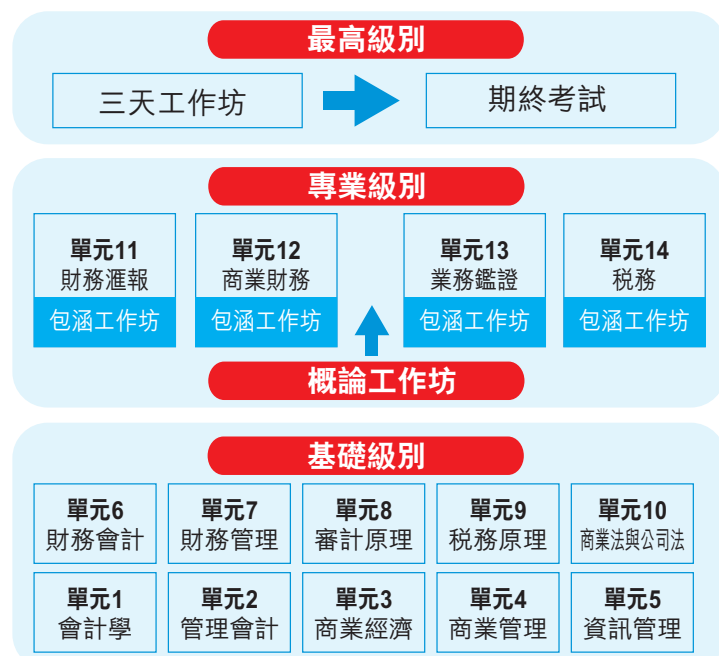 最高級別
三天工作坊
期終考試
專業級別
單元11
財務滙報
包涵工作坊
單元12
商業財務
包涵工作坊
單元13
業務鑑證
包涵工作坊
單元14
税務
包涵工作坊
概論工作坊
基礎級別
單元6
財務會計
單元7
財務管理
單元8
審計原理
單元9
税務原理
單元10
商業法與公司法
單元1
會計學
單元2
管理會計
單元3
商業經濟
單元4
商業管理
單元5
資訊管理